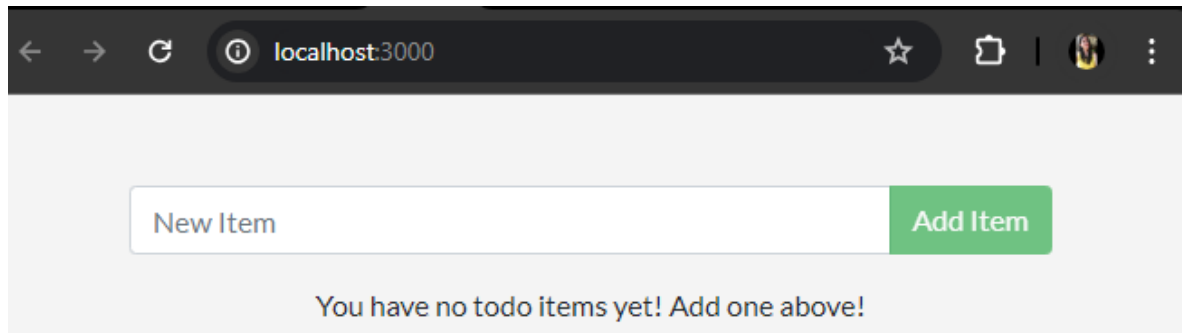 localhost:3000
New Item
Add Item
You have no todo items yet! Add one above!